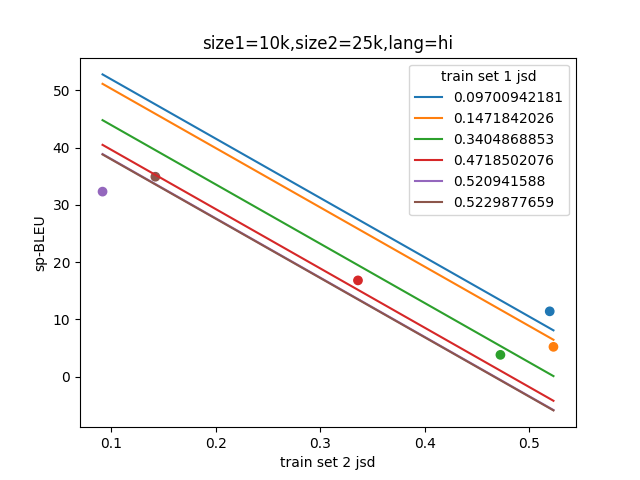 size1=10k,size2=25k,lang=hi
train set 1 jsd
0.09700942181
0.1471842026
0.3404868853
0.4718502076
0.520941588
0.5229877659
sp-BLEU
50
40
30
20
10
0
0.1 0.2 0.3 0.4 0.5
train set 2 jsd